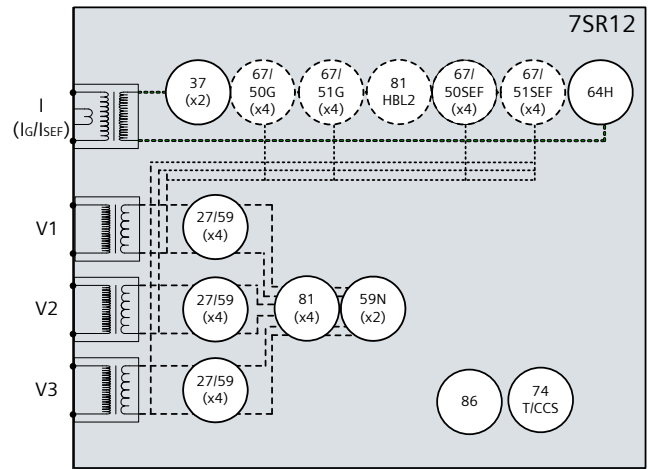 7SR12
I
(IG/ISEF)
37
(x2)
67/
50G
(x4)
67/
51G
(x4)
81
HBL2
67/
50SEF
(x4)
67/
51SEF
(x4)
64H
V1
27/59
(x4)
V2
27/59
(x4)
81
(x4)
59N
(x2)
V3
27/59
(x4)
86
74
T/CCS